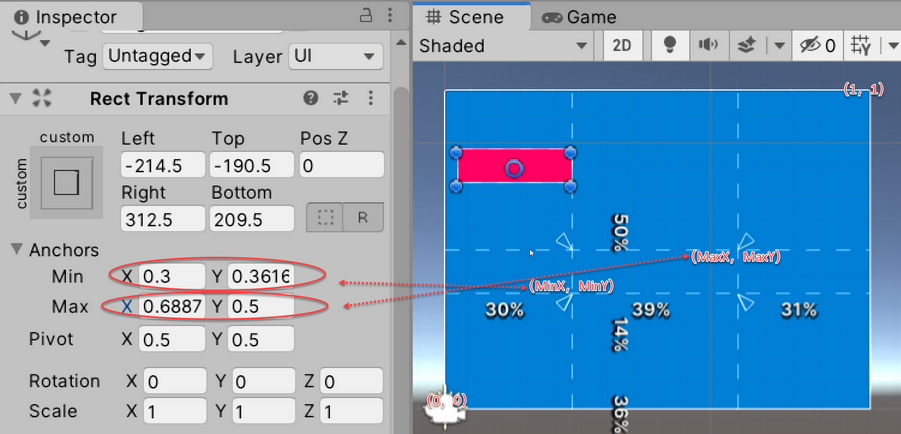 Inspector
Tag Untagged Layer UI
Rect Transform
custom
custom
Left Top Pos Z
-214.5 -190.5 0
Right Bottom
312.5 209.5 R
Anchors
Min X 0.3 Y 0.3616
Max X 0.6887 Y 0.5
Pivot X 0.5 Y 0.5
Rotation X 0 Y 0 Z 0
Scale X 1 Y 1 Z 1
Scene Game
Shaded 2D 0
(1, 1)
50%
(MaxX, MaxY)
(MinX, MinY)
30% 39% 31%
14%
36%
(0, 0)